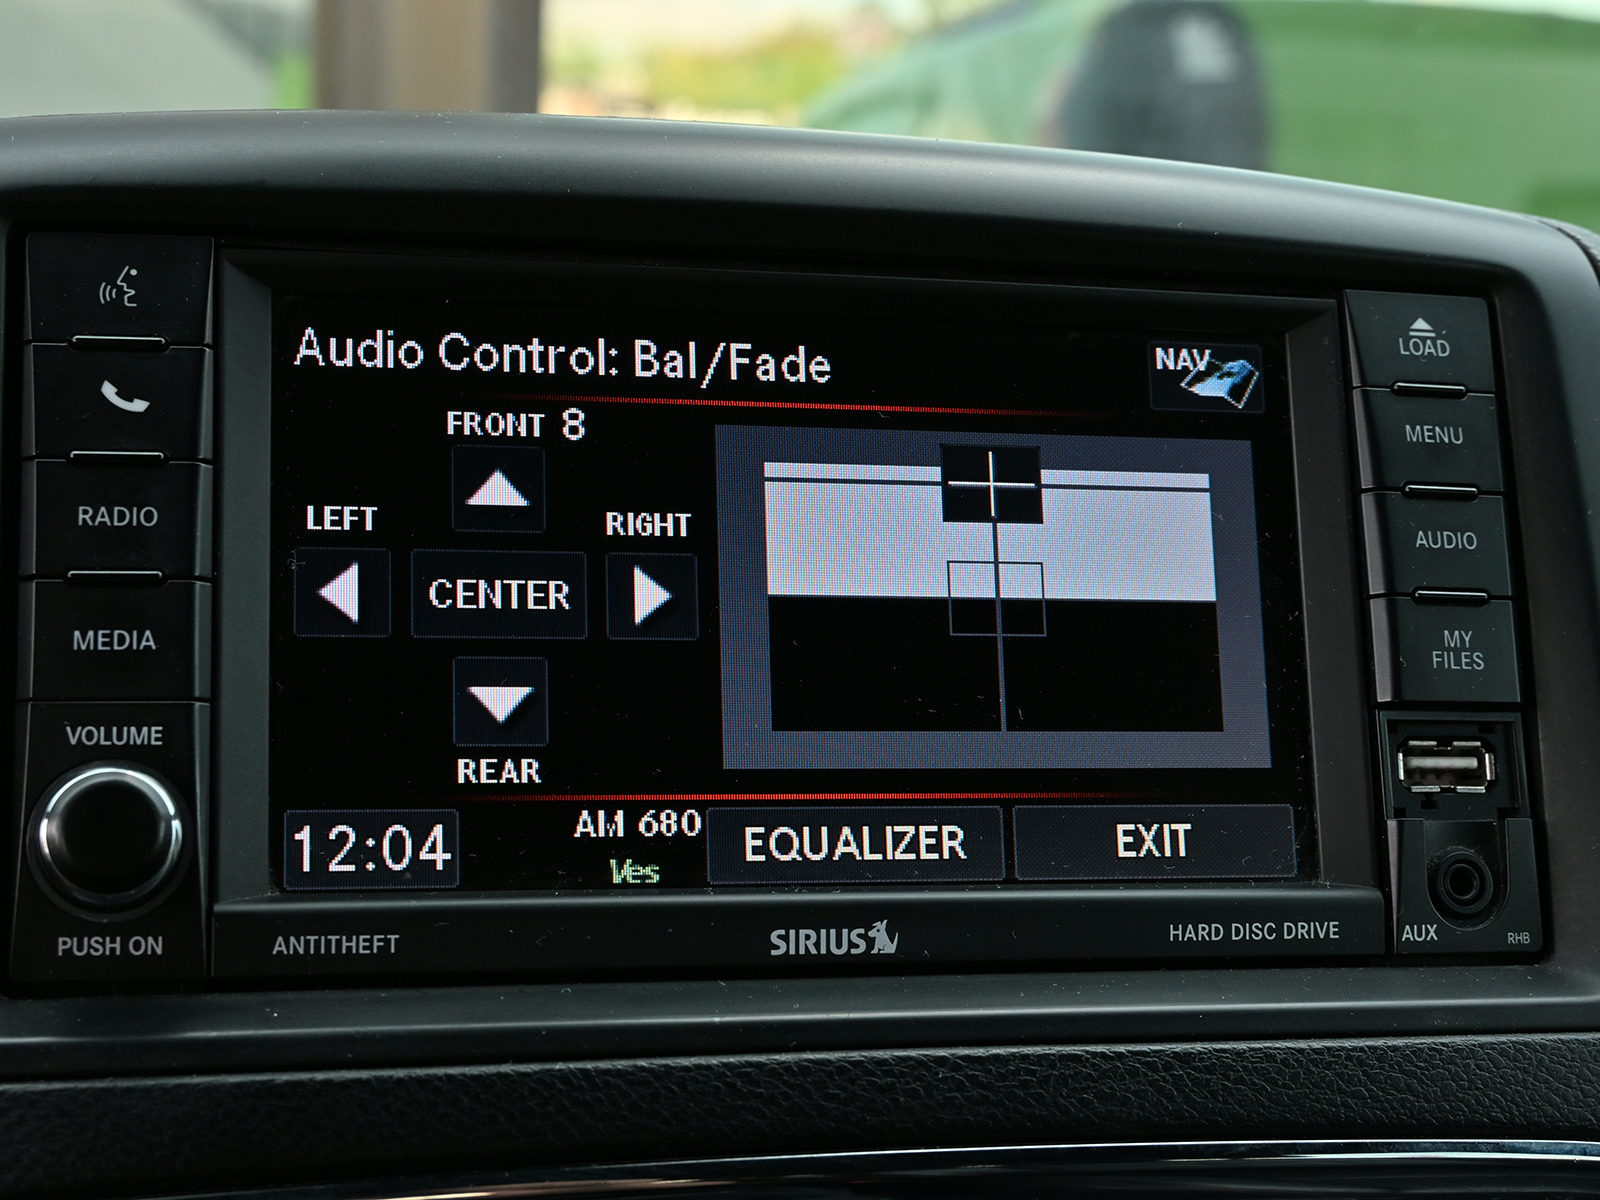 Audio Control: Bal/Fade
NAV
FRONT 8
LEFT
RIGHT
CENTER
REAR
12:04
AM 680
Ves
EQUALIZER
EXIT
RADIO
MEDIA
VOLUME
PUSH ON
ANTITHEFT
SIRIUS
HARD DISC DRIVE
LOAD
MENU
AUDIO
MY
FILES
AUX
RHB